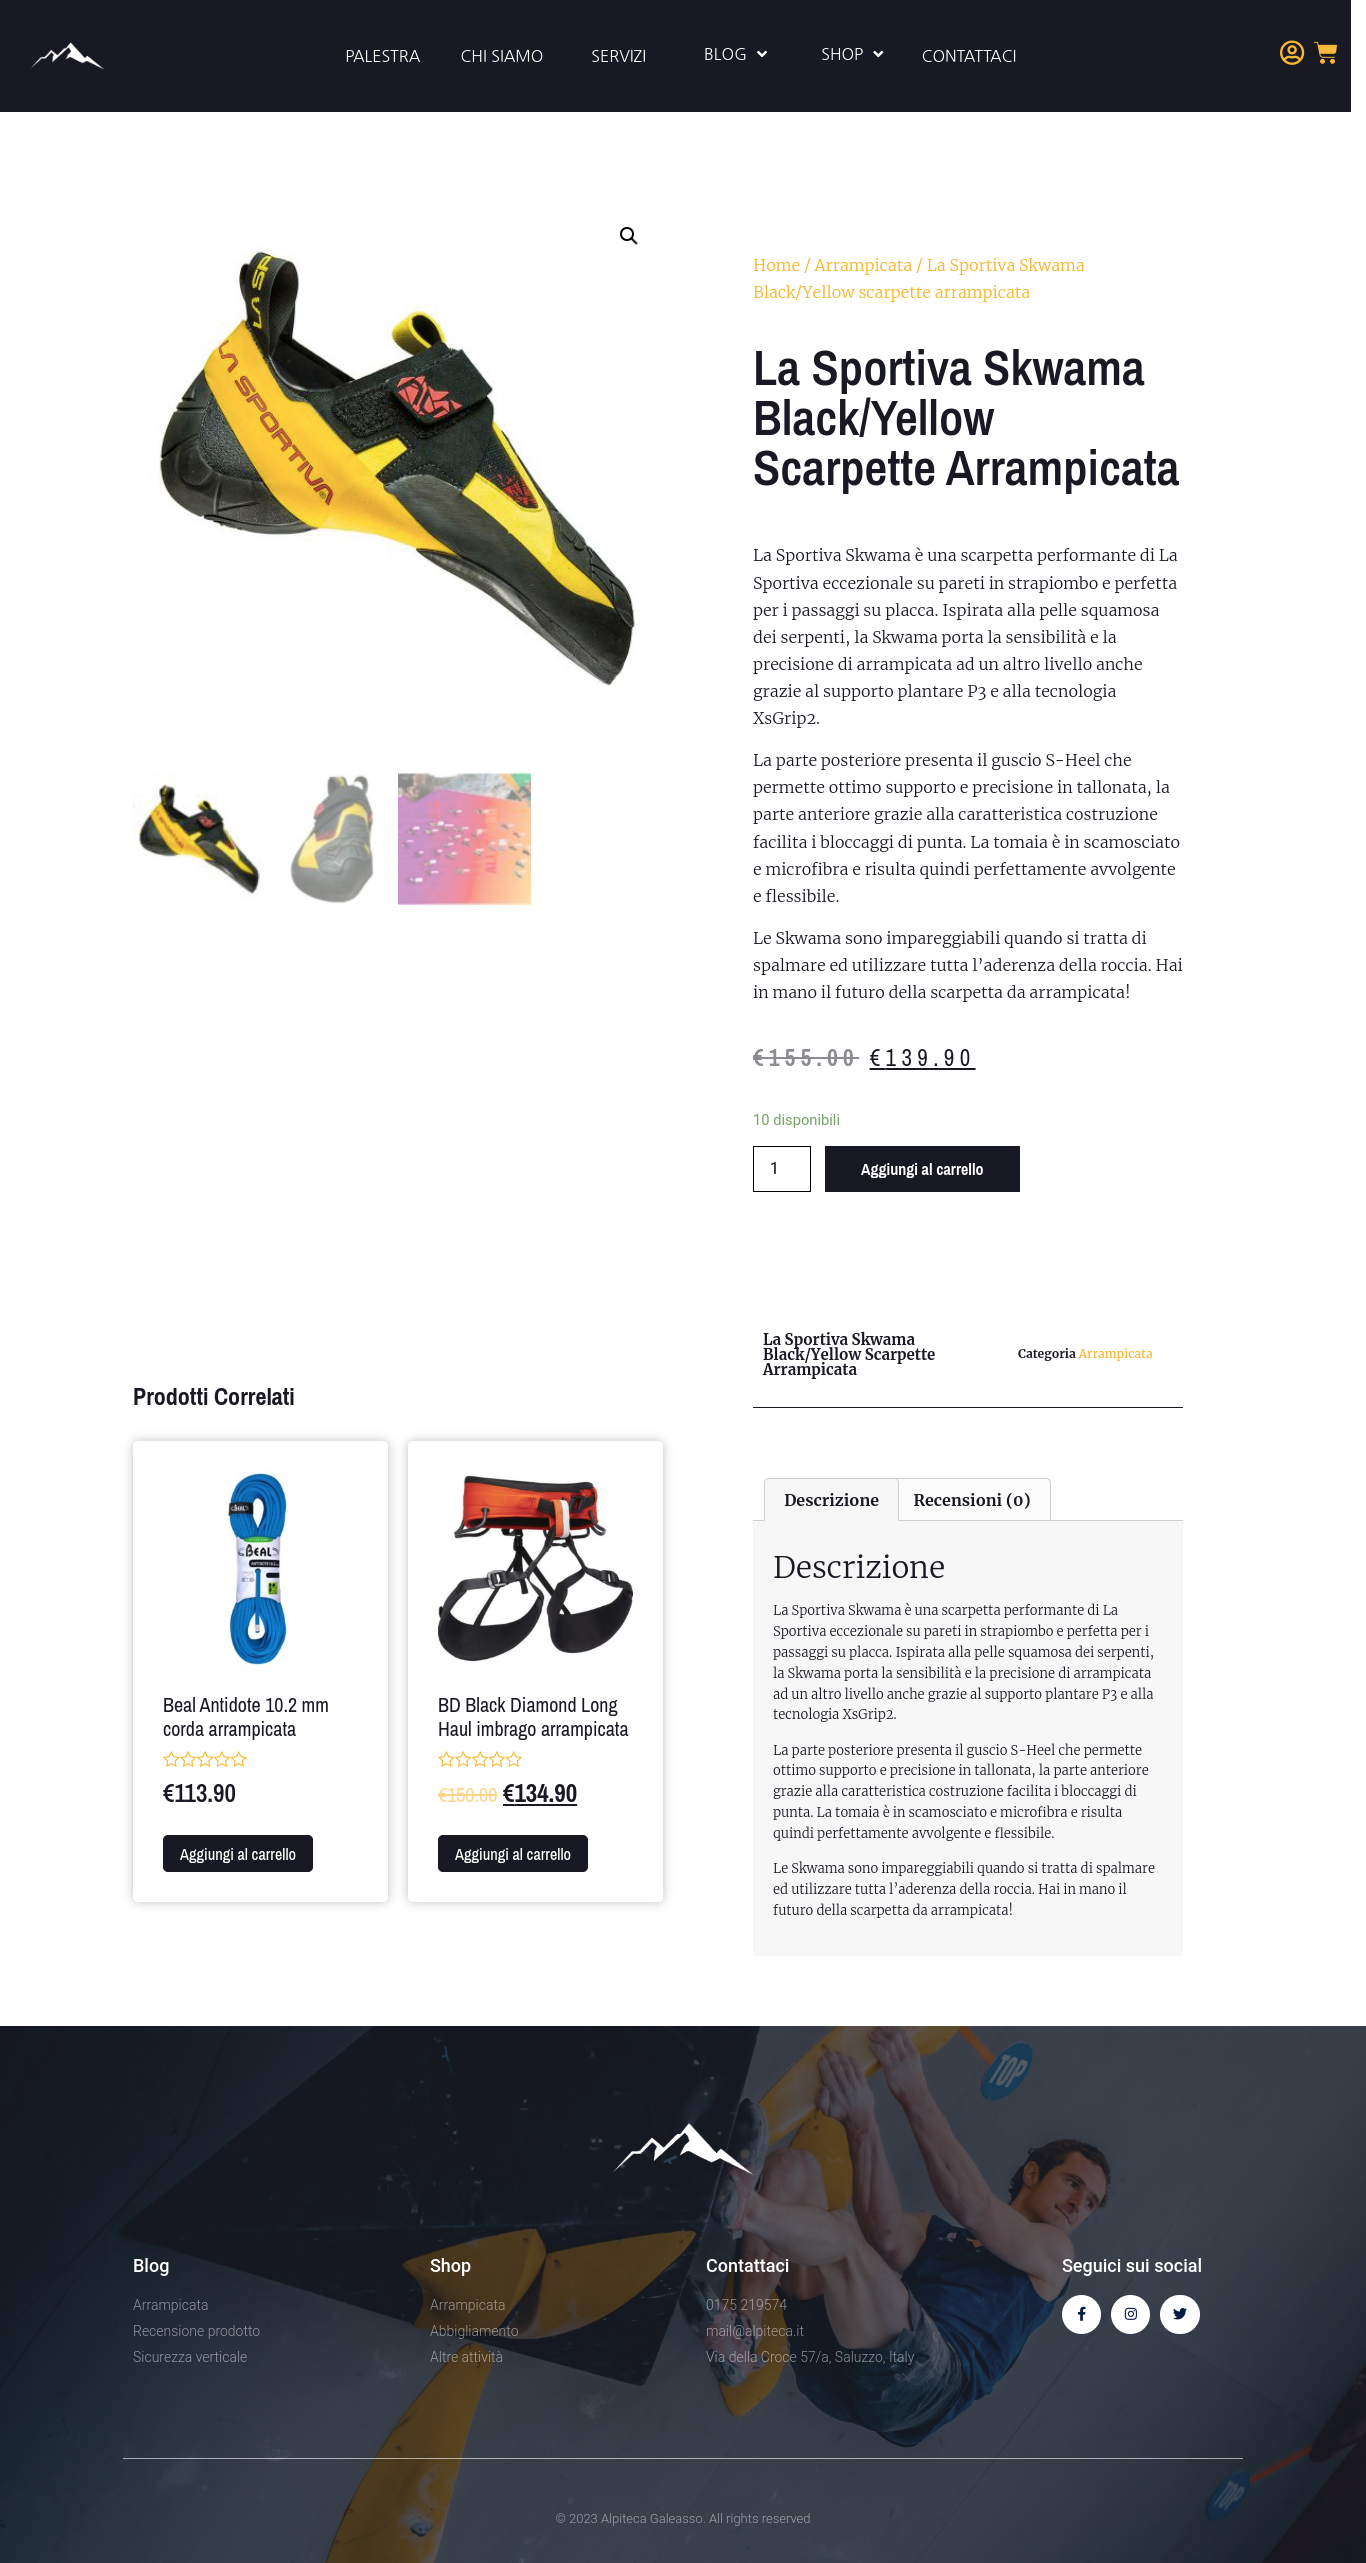 PALESTRA CHI SIAMO SERVIZI BLOG SHOP CONTATTACI
LA SPORTIVA
Home / Arrampicata / La Sportiva Skwama
Black/Yellow scarpette arrampicata
La Sportiva Skwama
Black/Yellow
Scarpette Arrampicata
La Sportiva Skwama è una scarpetta performante di La
Sportiva eccezionale su pareti in strapiombo e perfetta
per i passaggi su placca. Ispirata alla pelle squamosa
dei serpenti, la Skwama porta la sensibilità e la
precisione di arrampicata ad un altro livello anche
grazie al supporto plantare P3 e alla tecnologia
XsGrip2.
La parte posteriore presenta il guscio S-Heel che
permette ottimo supporto e precisione in tallonata, la
parte anteriore grazie alla caratteristica costruzione
facilita i bloccaggi di punta. La tomaia è in scamosciato
e microfibra e risulta quindi perfettamente avvolgente
e flessibile.
Le Skwama sono impareggiabili quando si tratta di
spalmare ed utilizzare tutta l’aderenza della roccia. Hai
in mano il futuro della scarpetta da arrampicata!
€155.00 €139.90
10 disponibili
1 Aggiungi al carrello
La Sportiva Skwama
Black/Yellow Scarpette
Arrampicata
Categoria Arrampicata
Prodotti Correlati
BEAL
BEAL
Beal Antidote 10.2 mm
corda arrampicata
€113.90
Aggiungi al carrello
BD Black Diamond Long
Haul imbrago arrampicata
€150.00 €134.90
Aggiungi al carrello
Descrizione Recensioni (0)
Descrizione
La Sportiva Skwama è una scarpetta performante di La
Sportiva eccezionale su pareti in strapiombo e perfetta per i
passaggi su placca. Ispirata alla pelle squamosa dei serpenti,
la Skwama porta la sensibilità e la precisione di arrampicata
ad un altro livello anche grazie al supporto plantare P3 e alla
tecnologia XsGrip2.
La parte posteriore presenta il guscio S-Heel che permette
ottimo supporto e precisione in tallonata, la parte anteriore
grazie alla caratteristica costruzione facilita i bloccaggi di
punta. La tomaia è in scamosciato e microfibra e risulta
quindi perfettamente avvolgente e flessibile.
Le Skwama sono impareggiabili quando si tratta di spalmare
ed utilizzare tutta l’aderenza della roccia. Hai in mano il
futuro della scarpetta da arrampicata!
TOP
Blog
Arrampicata
Recensione prodotto
Sicurezza verticale
Shop
Arrampicata
Abbigliamento
Altre attività
Contattaci
0175 219574
mail@alpiteca.it
Via della Croce 57/a, Saluzzo, Italy
Seguici sui social
TOP
© 2023 Alpiteca Galeasso. All rights reserved